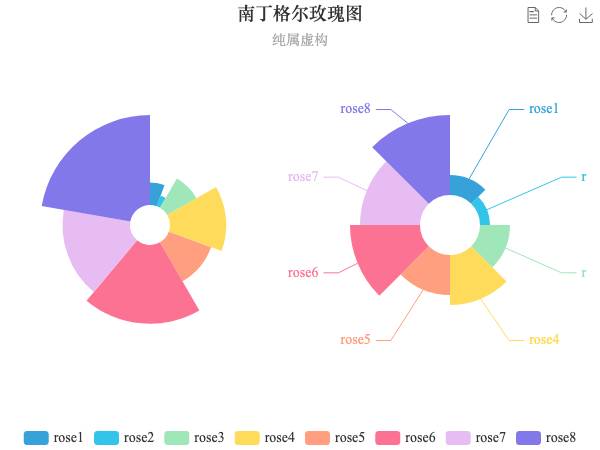 南丁格尔玫瑰图
纯属虚构
rose8
rose1
rose7
r
rose6
r
rose5
rose4
rose1 rose2 rose3 rose4 rose5 rose6 rose7 rose8